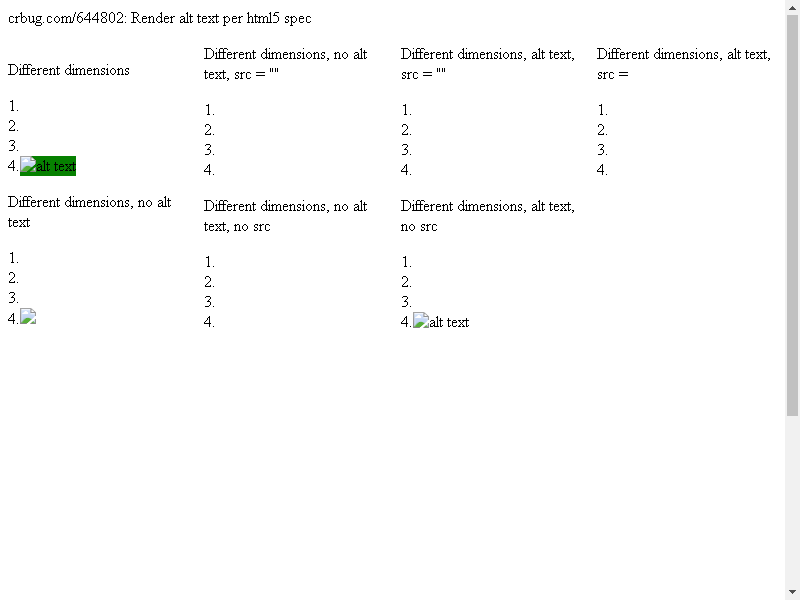 crbug.com/644802: Render alt text per html5 spec
Different dimensions
1.
2.
3.
4.alt text
Different dimensions, no alt
text, src = ""
1.
2.
3.
4.
Different dimensions, alt text,
src = ""
1.
2.
3.
4.
Different dimensions, alt text,
src =
1.
2.
3.
4.
Different dimensions, no alt
text
1.
2.
3.
4.
Different dimensions, no alt
text, no src
1.
2.
3.
4.
Different dimensions, alt text,
no src
1.
2.
3.
4.alt text